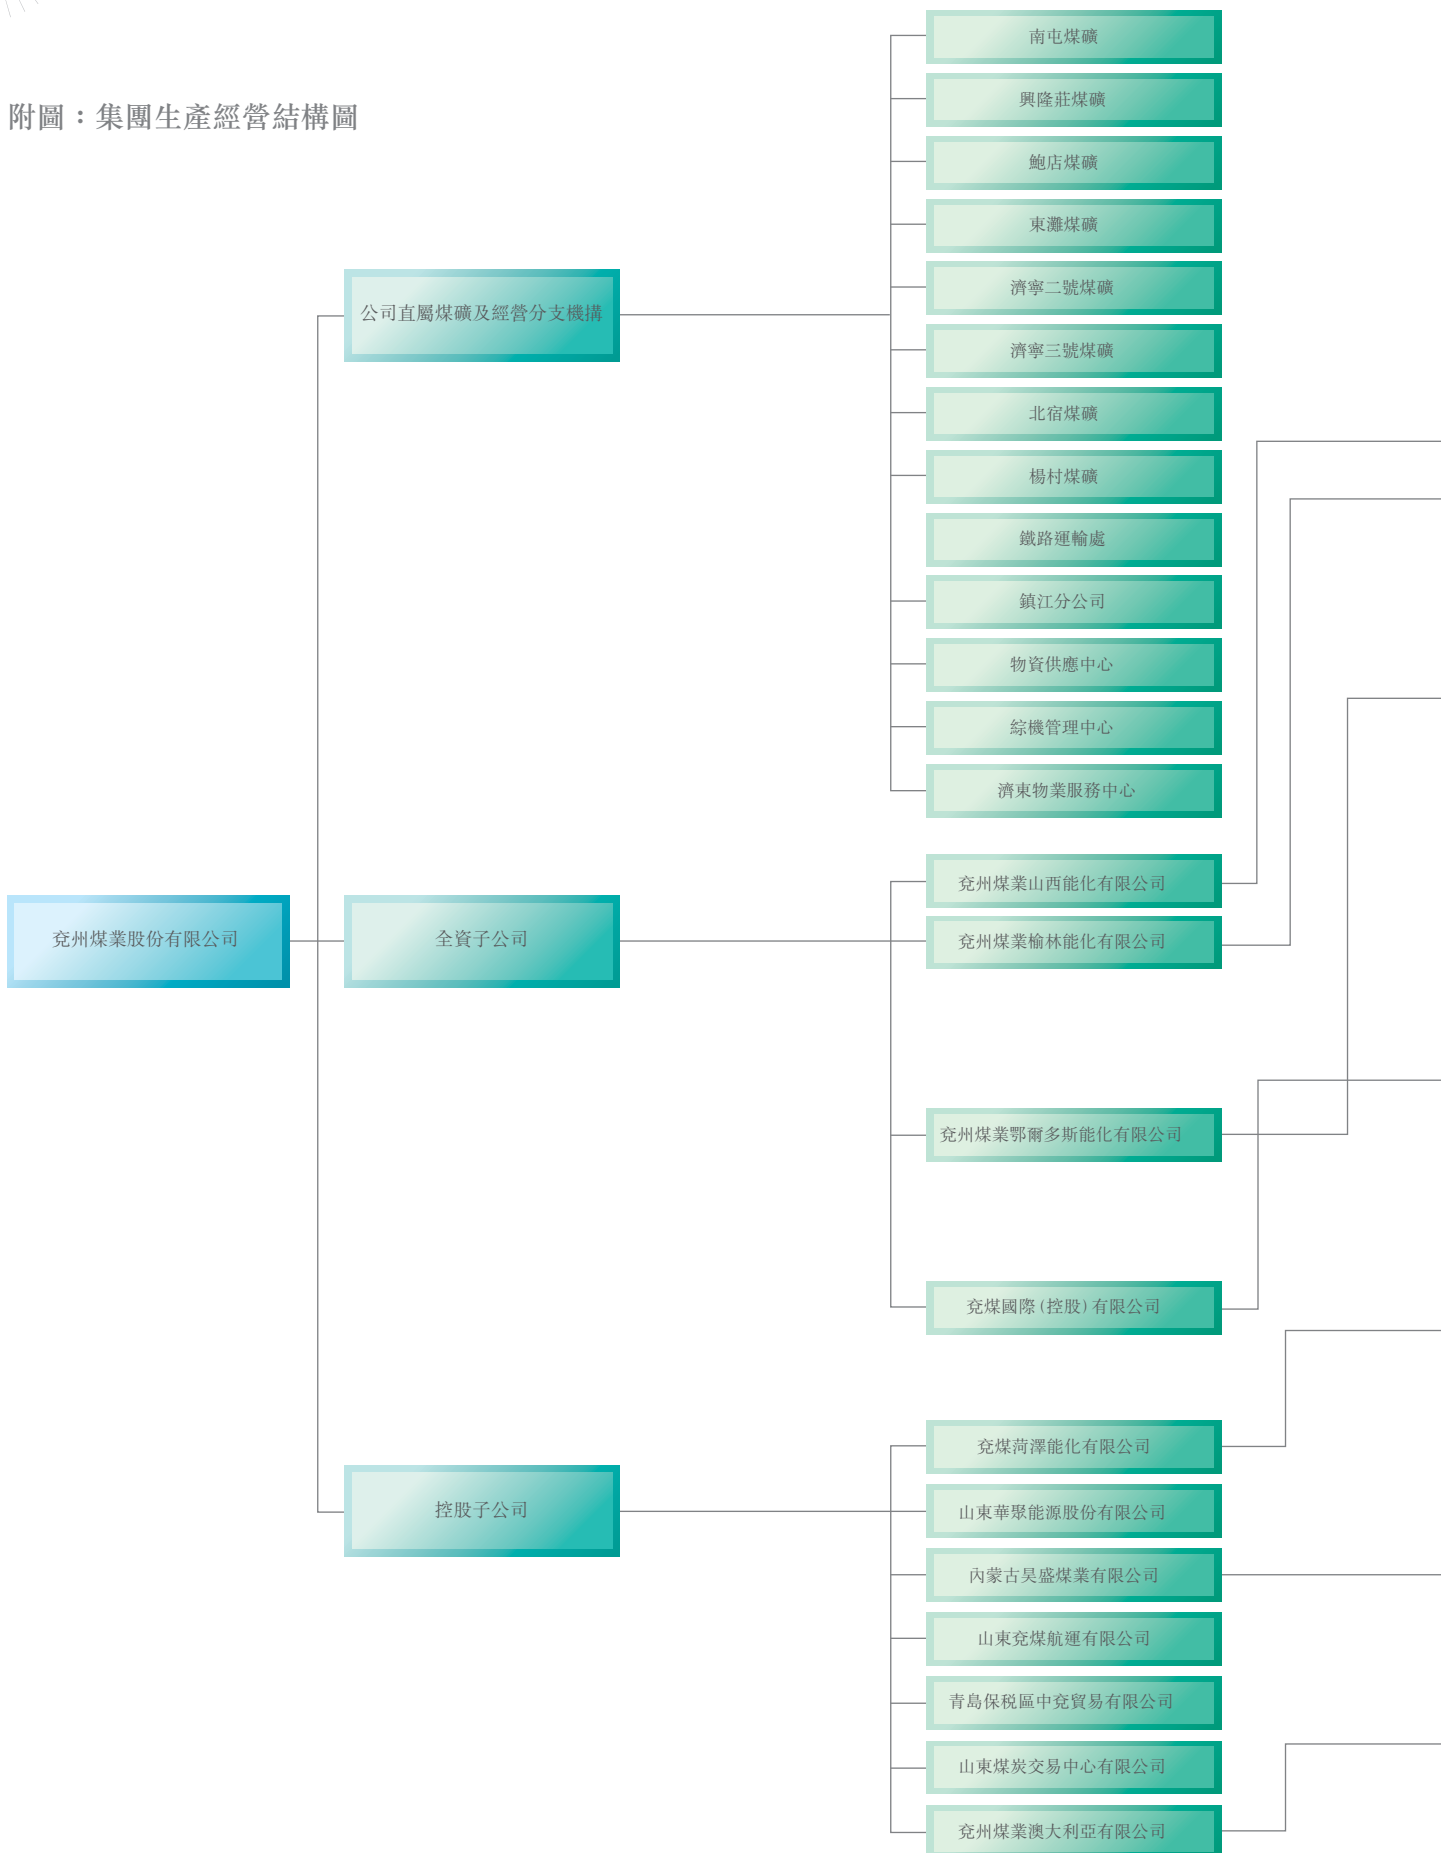 附圖：集團生產經營結構圖
兗州煤業股份有限公司
公司直屬煤礦及經營分支機構
南屯煤礦
興隆莊煤礦
鮑店煤礦
東灘煤礦
濟寧二號煤礦
濟寧三號煤礦
北宿煤礦
楊村煤礦
鐵路運輸處
鎮江分公司
物資供應中心
綜機管理中心
濟東物業服務中心
全資子公司
兗州煤業山西能化有限公司
兗州煤業榆林能化有限公司
兗州煤業鄂爾多斯能化有限公司
兗煤國際(控股)有限公司
控股子公司
兗煤菏澤能化有限公司
山東華聚能源股份有限公司
內蒙古昊盛煤業有限公司
山東兗煤航運有限公司
青島保税區中兗貿易有限公司
山東煤炭交易中心有限公司
兗州煤業澳大利亞有限公司